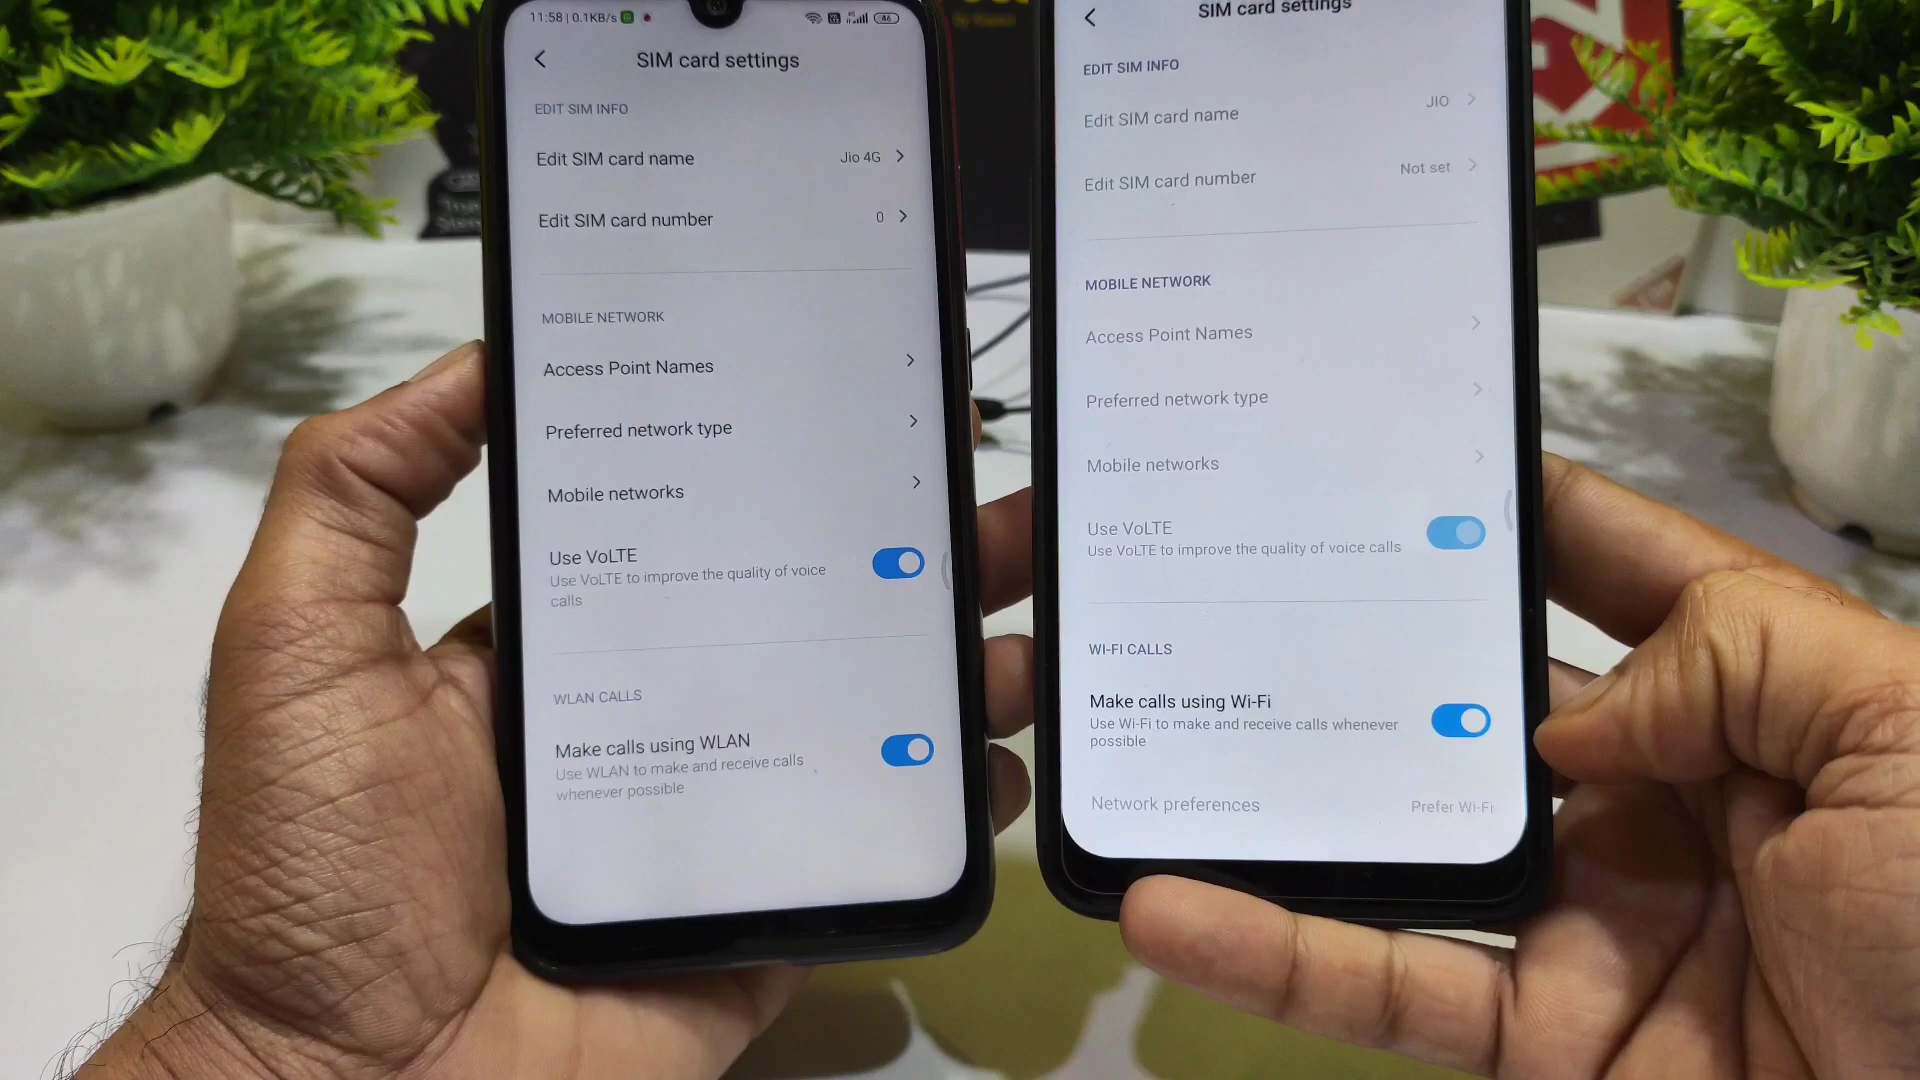 11:58 | 0.1KB/s
46
SIM card settings
EDIT SIM INFO
Edit SIM card name
Jio 4G
Edit SIM card number
0
MOBILE NETWORK
Access Point Names
Preferred network type
Mobile networks
Use VoLTE
Use VoLTE to improve the quality of voice
calls
WLAN CALLS
Make calls using WLAN
Use WLAN to make and receive calls
whenever possible
SIM card settings
EDIT SIM INFO
Edit SIM card name
JIO
Edit SIM card number
Not set
MOBILE NETWORK
Access Point Names
Preferred network type
Mobile networks
Use VoLTE
Use VoLTE to improve the quality of voice calls
WI-FI CALLS
Make calls using Wi-Fi
Use Wi-Fi to make and receive calls whenever
possible
Network preferences
Prefer Wi-Fi